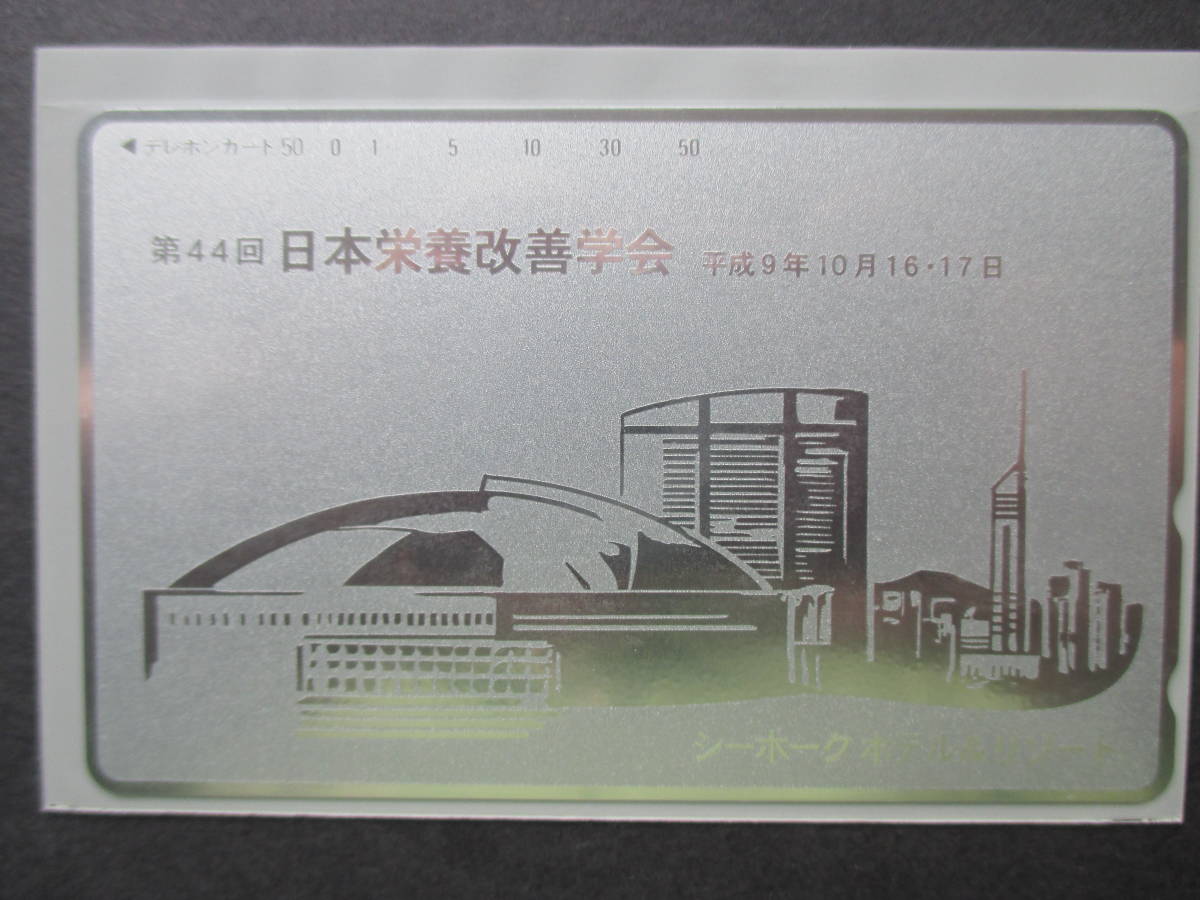 ◀ テレホンカード 50 0 1 5 10 30 50
第44回 日本栄養改善学会 平成9年10月16・17日
シーホークホテル&リゾート